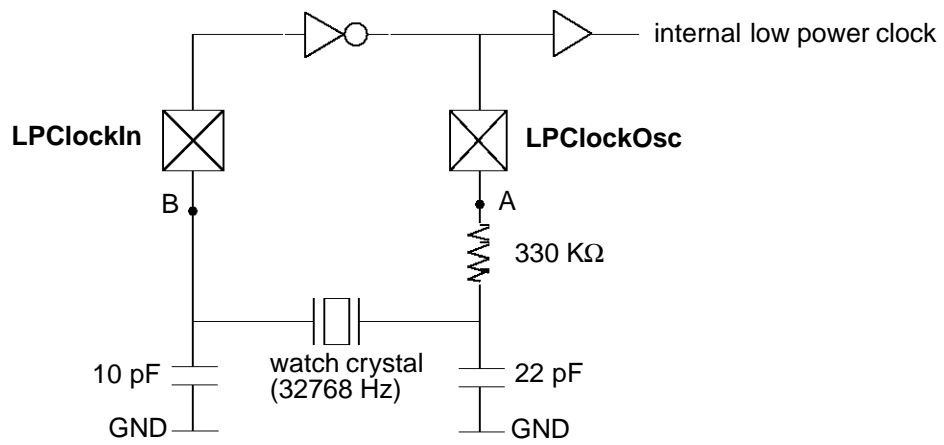 internal low power clock
LPClockIn
LPClockOsc
B
A
330 KΩ
watch crystal
(32768 Hz)
10 pF
22 pF
GND
GND